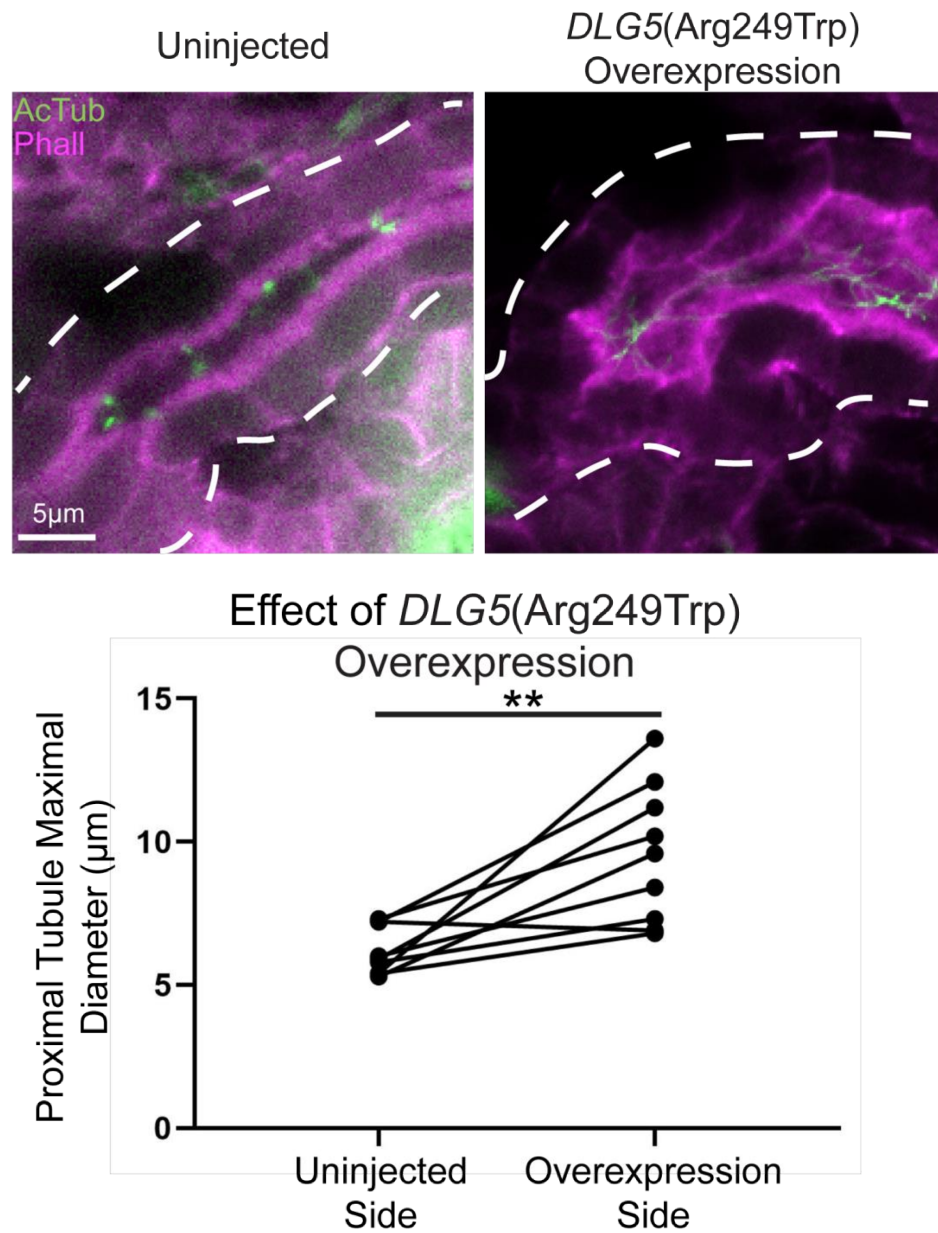 Uninjected
DLG5(Arg249Trp)
Overexpression
AcTub
Phall
5µm
Effect of DLG5(Arg249Trp)
Overexpression
**
15
10
5
0
Proximal Tubule Maximal
Diameter (µm)
Uninjected
Side
Overexpression
Side